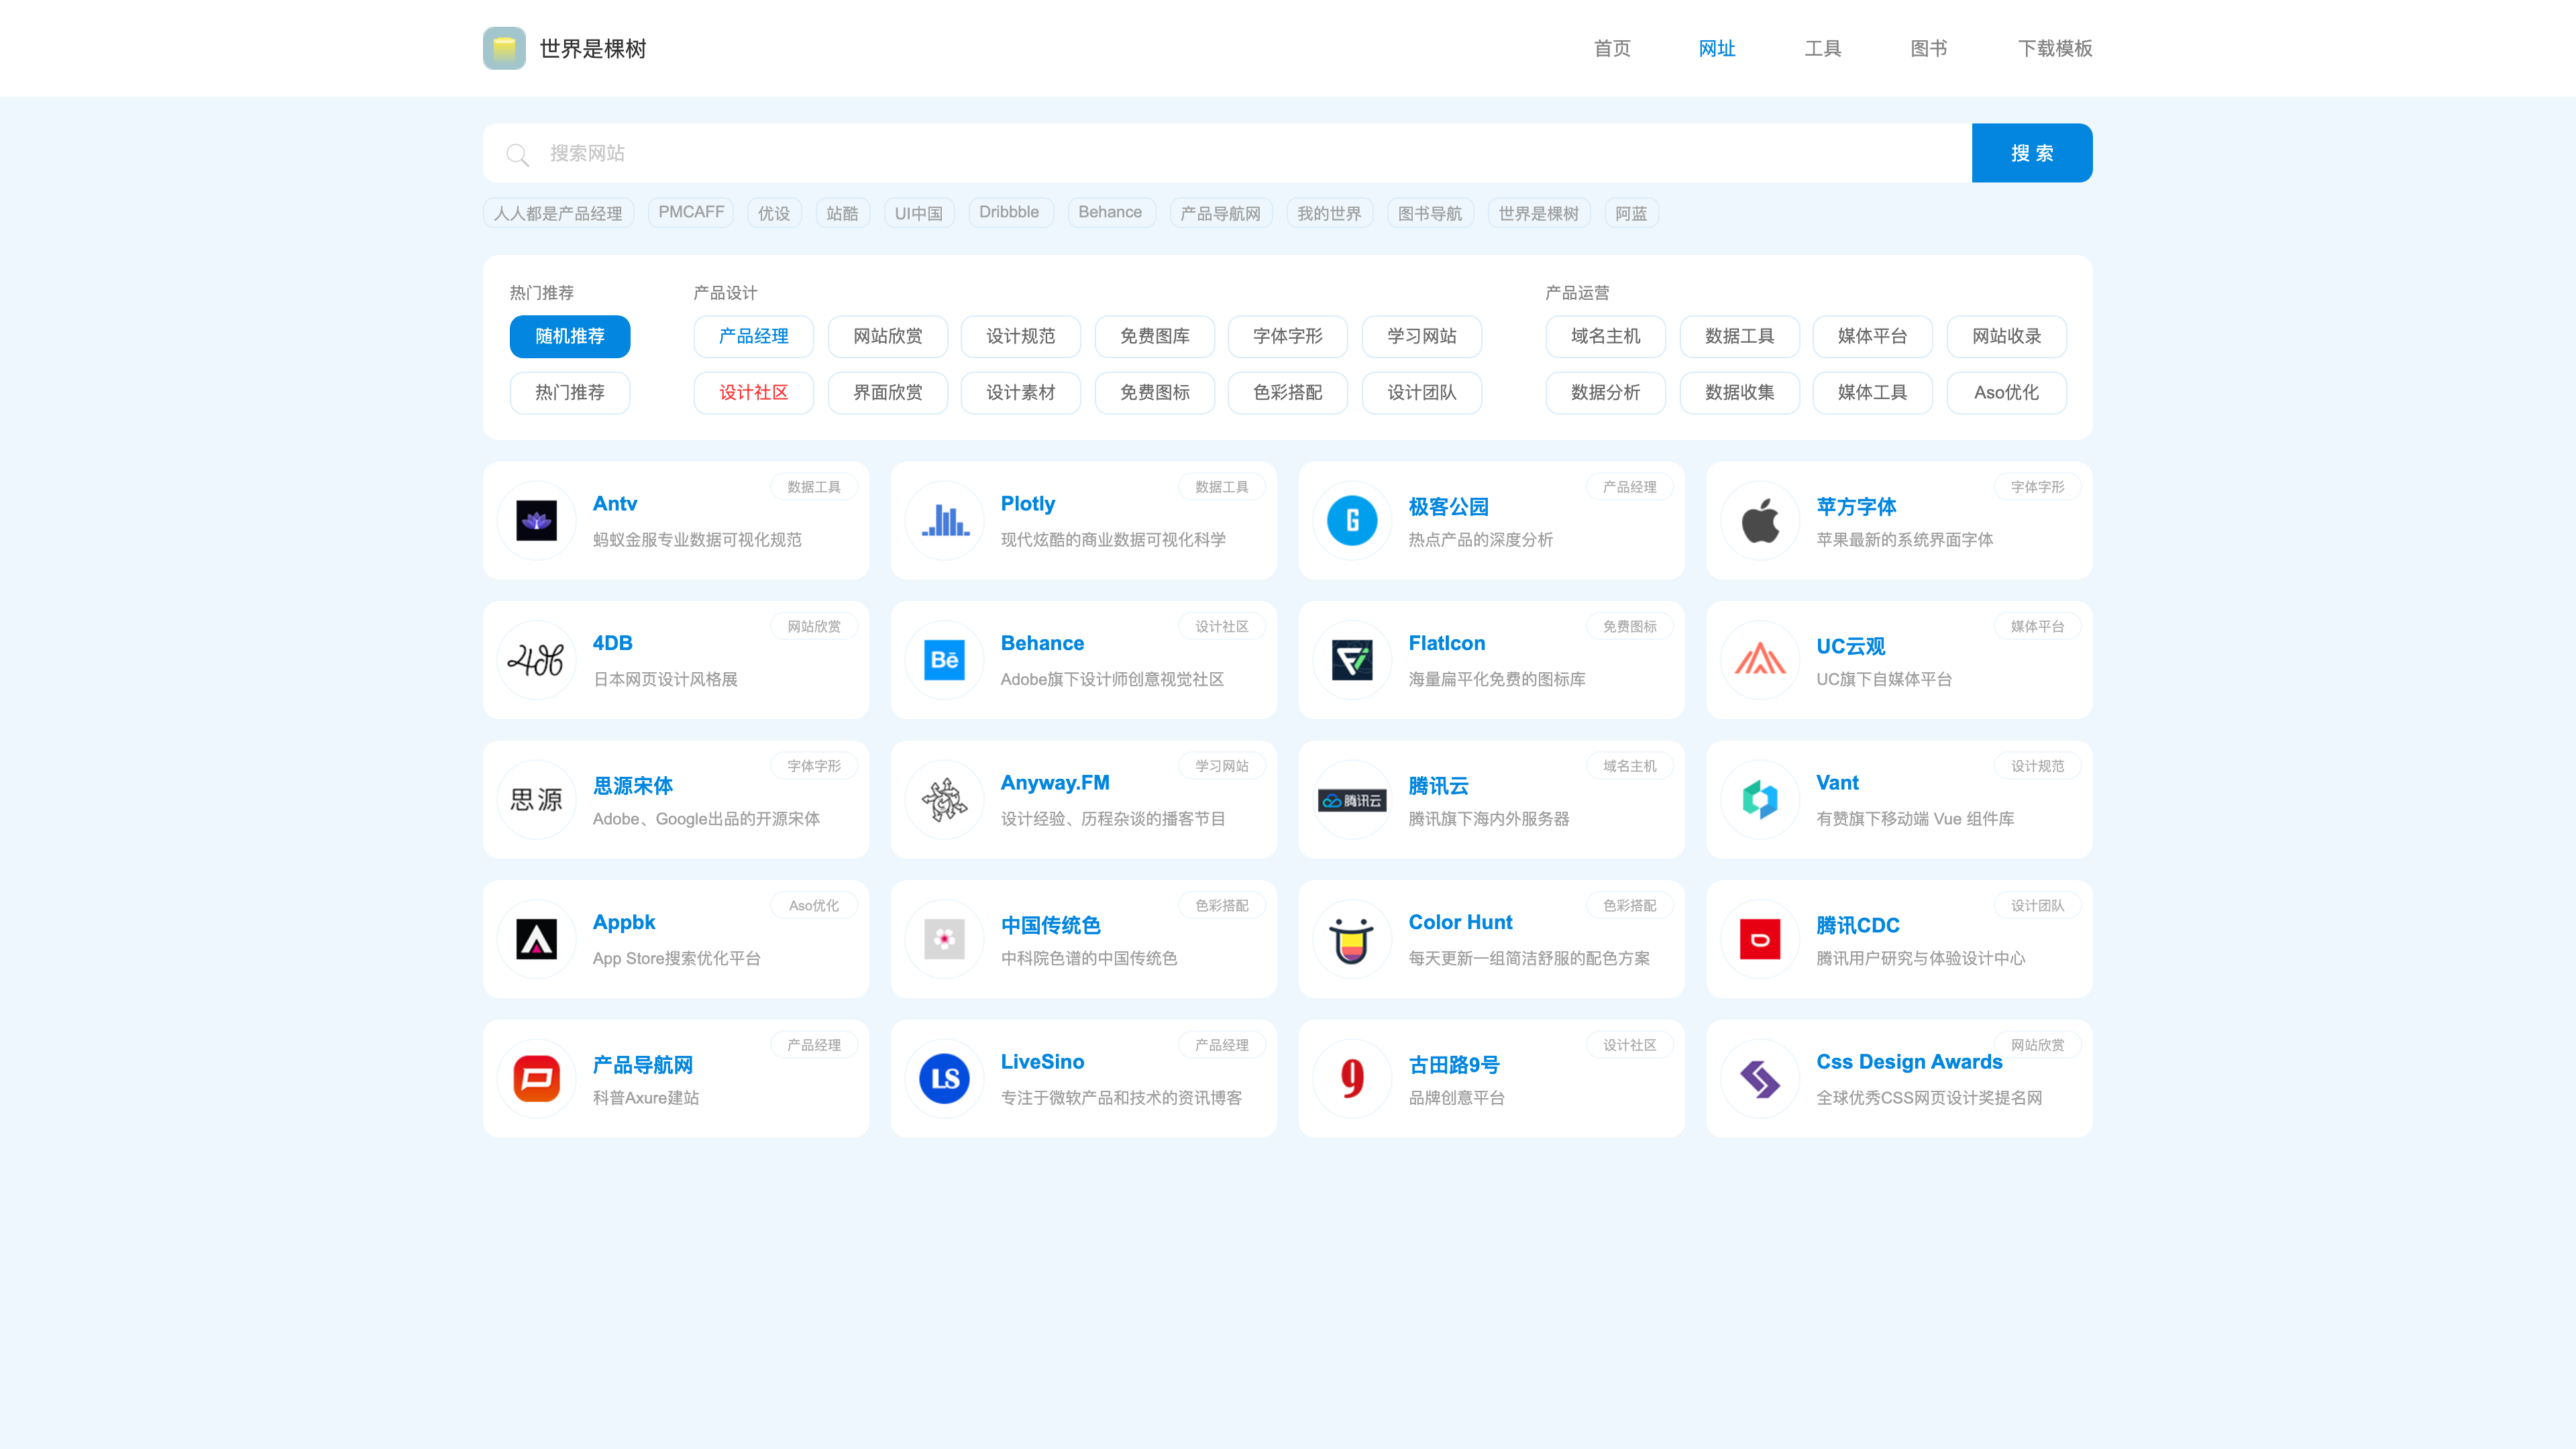 世界是棵树
首页 网址 工具 图书 下载模板
搜索网站 搜 索
人人都是产品经理 PMCAFF 优设 站酷 UI中国 Dribbble Behance 产品导航网 我的世界 图书导航 世界是棵树 阿蓝
热门推荐 产品设计 产品运营
随机推荐 产品经理 网站欣赏 设计规范 免费图库 字体字形 学习网站 域名主机 数据工具 媒体平台 网站收录
热门推荐 设计社区 界面欣赏 设计素材 免费图标 色彩搭配 设计团队 数据分析 数据收集 媒体工具 Aso优化
Antv 数据工具
蚂蚁金服专业数据可视化规范
Plotly 数据工具
现代炫酷的商业数据可视化科学
G 极客公园 产品经理
热点产品的深度分析
苹方字体 字体字形
苹果最新的系统界面字体
4db 4DB 网站欣赏
日本网页设计风格展
Bē Behance 设计社区
Adobe旗下设计师创意视觉社区
FlatIcon 免费图标
海量扁平化免费的图标库
UC云观 媒体平台
UC旗下自媒体平台
思源 思源宋体 字体字形
Adobe、Google出品的开源宋体
Anyway.FM 学习网站
设计经验、历程杂谈的播客节目
腾讯云 腾讯云 域名主机
腾讯旗下海内外服务器
Vant 设计规范
有赞旗下移动端 Vue 组件库
Appbk Aso优化
App Store搜索优化平台
中国传统色 色彩搭配
中科院色谱的中国传统色
Color Hunt 色彩搭配
每天更新一组简洁舒服的配色方案
腾讯CDC 设计团队
腾讯用户研究与体验设计中心
产品导航网 产品经理
科普Axure建站
LS LiveSino 产品经理
专注于微软产品和技术的资讯博客
9 古田路9号 设计社区
品牌创意平台
Css Design Awards 网站欣赏
全球优秀CSS网页设计奖提名网